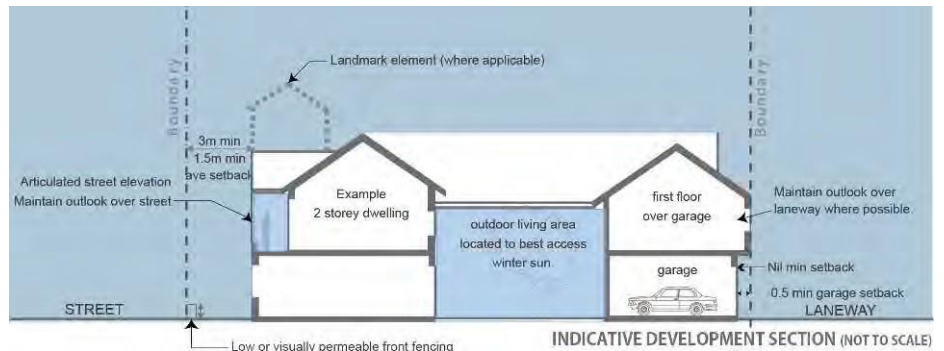 Landmark element (where applicable)
Boundary
Boundary
3m min
1.5m min
ave setback
Articulated street elevation
Maintain outlook over street
Example
2 storey dwelling
outdoor living area
located to best access
winter sun
first floor
over garage
Maintain outlook over
laneway where possible
garage
Nil min setback
0.5 min garage setback
STREET
LANEWAY
Low or visually permeable front fencing
INDICATIVE DEVELOPMENT SECTION (NOT TO SCALE)